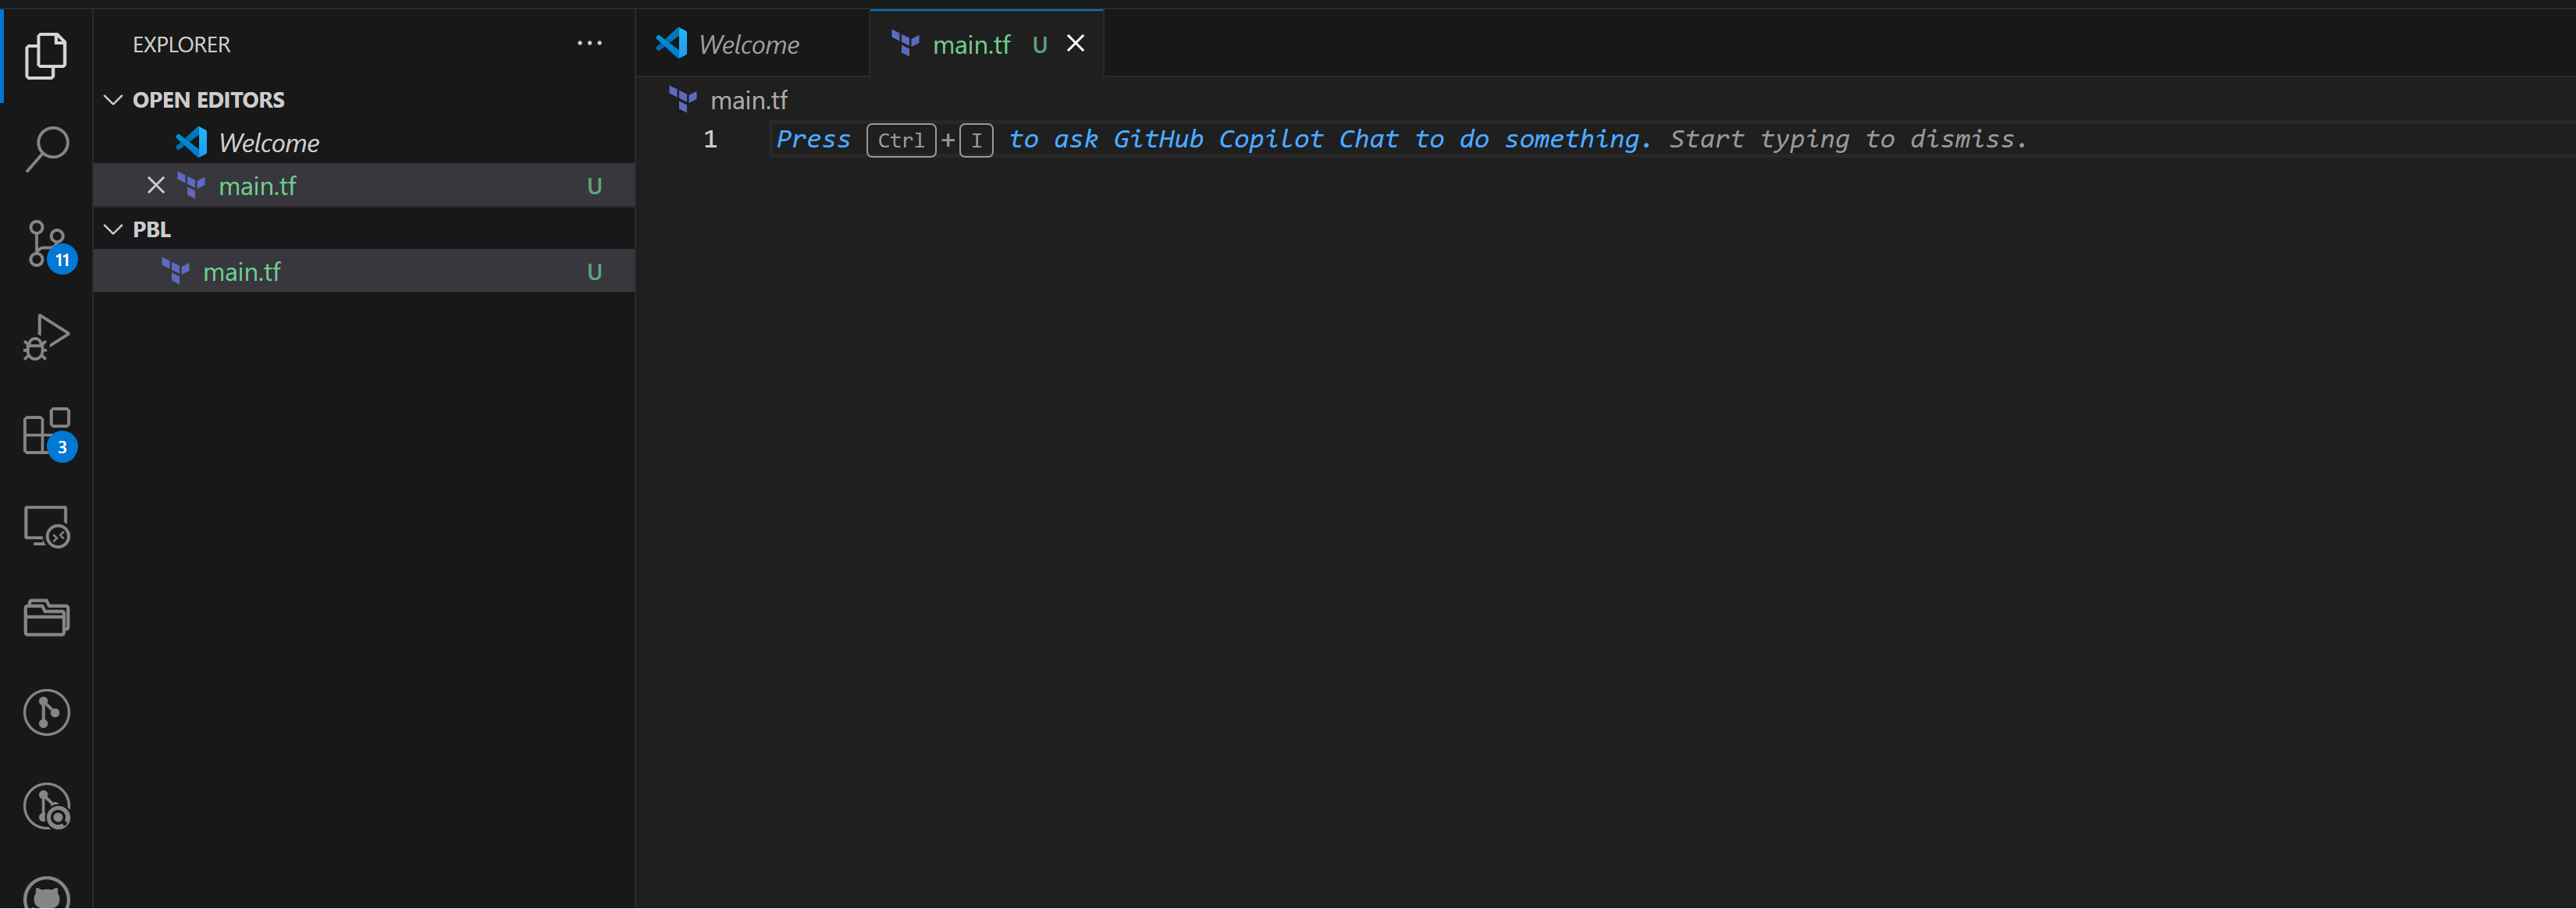 EXPLORER
OPEN EDITORS
Welcome
main.tf U
PBL
main.tf U
11
3
Welcome
main.tf U
main.tf
1 Press Ctrl+I to ask GitHub Copilot Chat to do something. Start typing to dismiss.